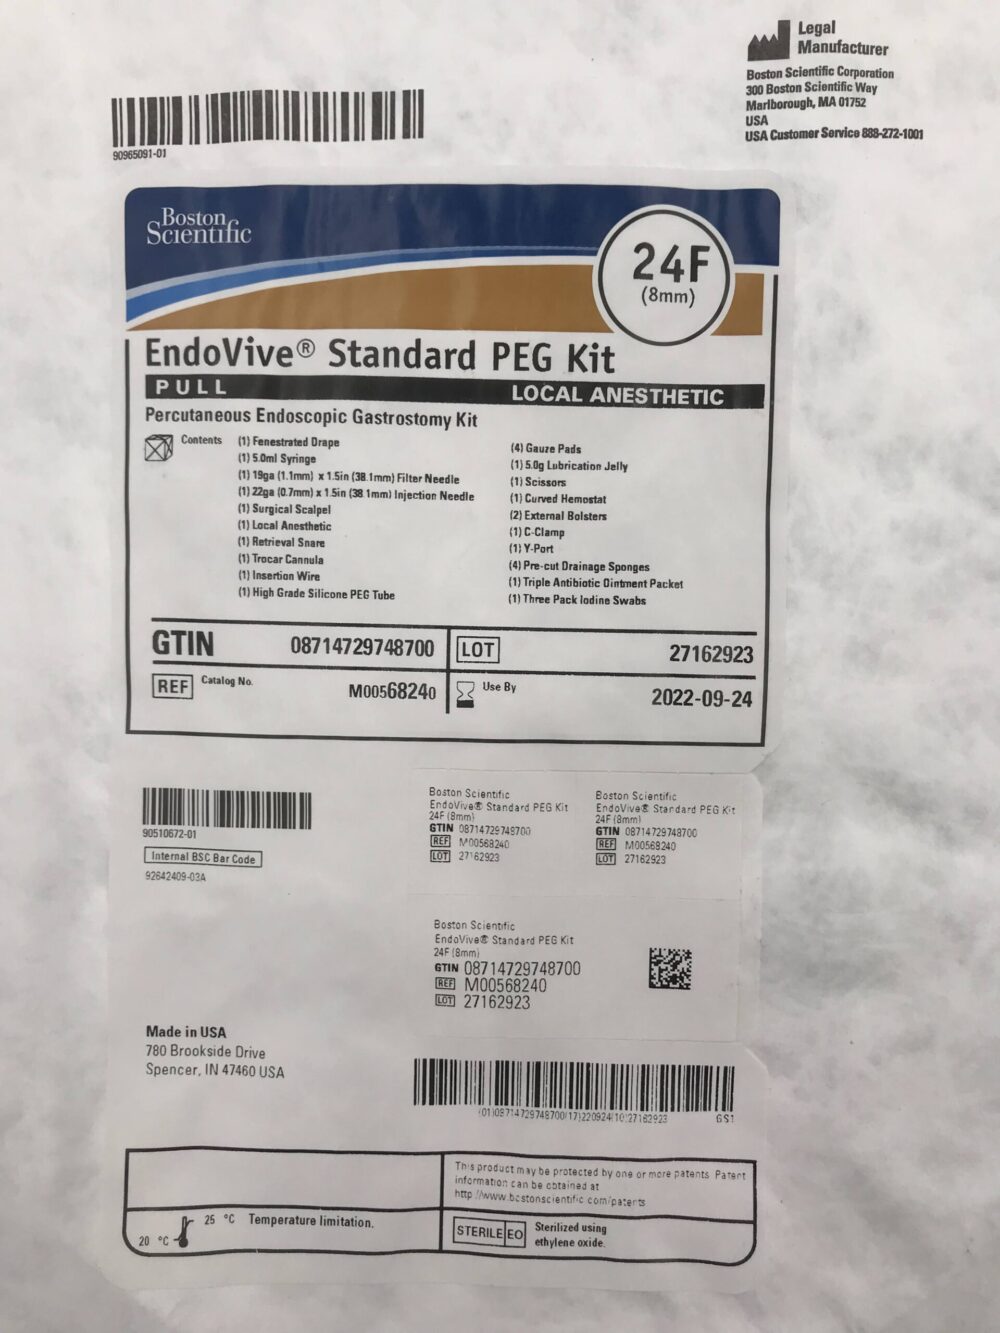 Legal
Manufacturer
Boston Scientific Corporation
300 Boston Scientific Way
Marlborough, MA 01752
USA
USA Customer Service 888-272-1001
90965091-01
Boston
Scientific
24F
(8mm)
EndoVive® Standard PEG Kit
PULL
LOCAL ANESTHETIC
Percutaneous Endoscopic Gastrostomy Kit
Contents
(1) Fenestrated Drape
(1) 5.0ml Syringe
(1) 19ga (1.1mm) x 1.5in (38.1mm) Filter Needle
(1) 22ga (0.7mm) x 1.5in (38.1mm) Injection Needle
(1) Surgical Scalpel
(1) Local Anesthetic
(1) Retrieval Snare
(1) Trocar Cannula
(1) Insertion Wire
(1) High Grade Silicone PEG Tube
(4) Gauze Pads
(1) 5.0g Lubrication Jelly
(1) Scissors
(1) Curved Hemostat
(2) External Bolsters
(1) C-Clamp
(1) Y-Port
(4) Pre-cut Drainage Sponges
(1) Triple Antibiotic Ointment Packet
(1) Three Pack Iodine Swabs
GTIN 08714729748700
LOT 27162923
REF Catalog No. M00568240
Use By 2022-09-24
90510672-01
Internal BSC Bar Code
92642409-03A
Boston Scientific
EndoVive® Standard PEG Kit
24F (8mm)
GTIN 08714729748700
REF M00568240
LOT 27162923
Boston Scientific
EndoVive® Standard PEG Kit
24F (8mm)
GTIN 08714729748700
REF M00568240
LOT 27162923
Boston Scientific
EndoVive® Standard PEG Kit
24F (8mm)
GTIN 08714729748700
REF M00568240
LOT 27162923
Made in USA
780 Brookside Drive
Spencer, IN 47460 USA
(01)08714729748700(17)220924(10)27162923
GS1
This product may be protected by one or more patents. Patent
information can be obtained at
http://www.bostonscientific.com/patents
25 °C Temperature limitation.
20 °C
STERILE EO
Sterilized using
ethylene oxide.